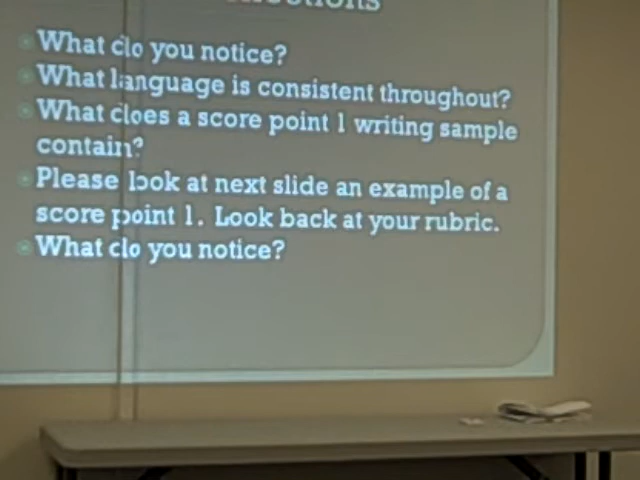 What do you notice?
What language is consistent throughout?
What does a score point 1 writing sample
contain?
Please look at next slide an example of a
score point 1. Look back at your rubric.
What do you notice?